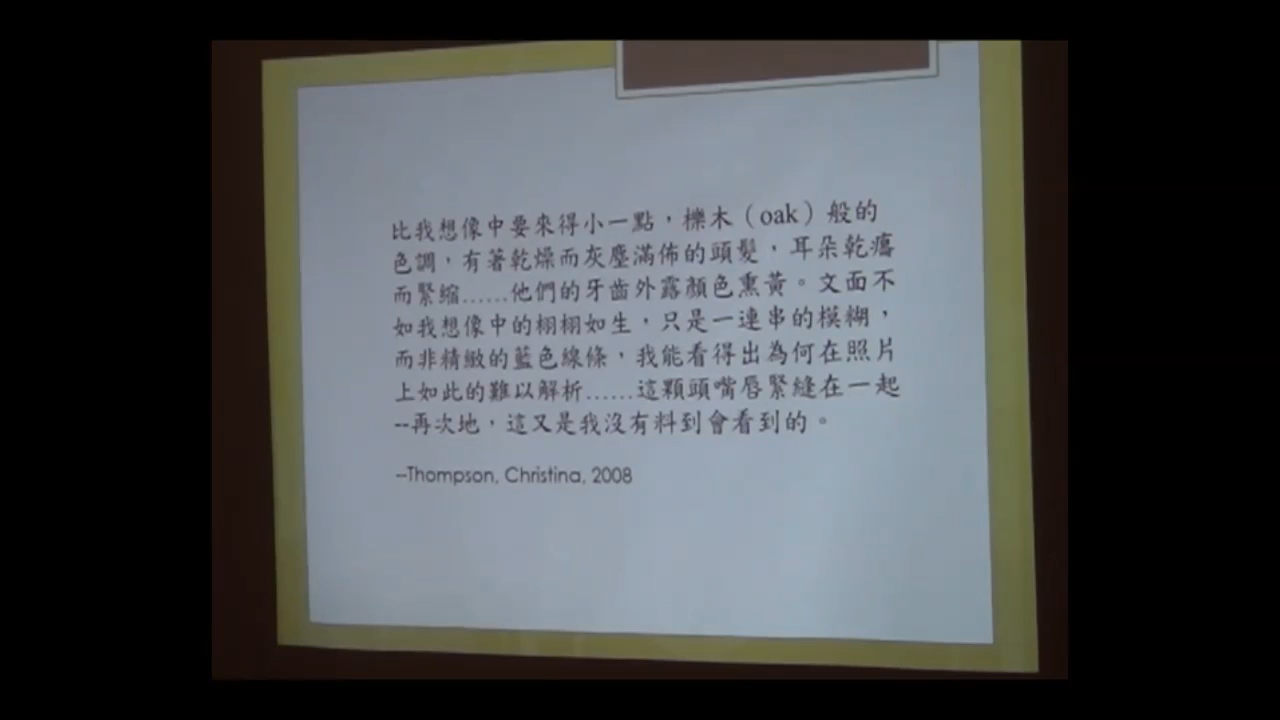 比我想像中要來得小一點，櫟木（oak）般的
色調，有著乾燥而灰塵滿佈的頭髮，耳朵乾癟
而緊縮……他們的牙齒外露顏色熏黃。文面不
如我想像中的栩栩如生，只是一連串的模糊，
而非精緻的藍色線條，我能看得出為何在照片
上如此的難以解析……這顆頭嘴唇緊縫在一起
--再次地，這又是我沒有料到會看到的。
--Thompson, Christina, 2008